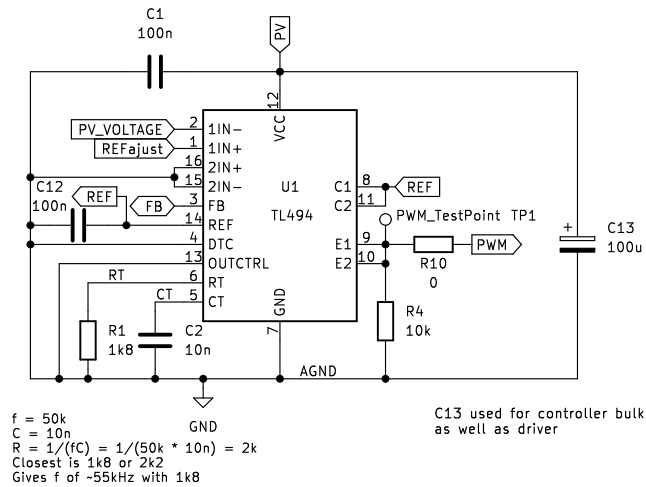 C1
100n
PV
12
VCC
PV_VOLTAGE
2
1IN-
REFajust
1
1IN+
16
2IN+
15
2IN-
U1
TL494
C1
8
REF
C2
11
C12
100n
REF
FB
3
FB
14
REF
PWM_TestPoint TP1
4
DTC
E1
9
PWM
13
OUTCTRL
E2
10
R10
0
C13
100u
+
RT
6
RT
CT
5
CT
GND
7
R1
1k8
C2
10n
R4
10k
AGND
GND
f = 50k
C = 10n
R = 1/(fC) = 1/(50k * 10n) = 2k
Closest is 1k8 or 2k2
Gives f of ~55kHz with 1k8
C13 used for controller bulk
as well as driver